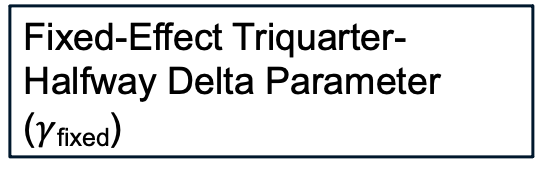 Fixed-Effect Triquarter-
Halfway Delta Parameter
(γfixed)